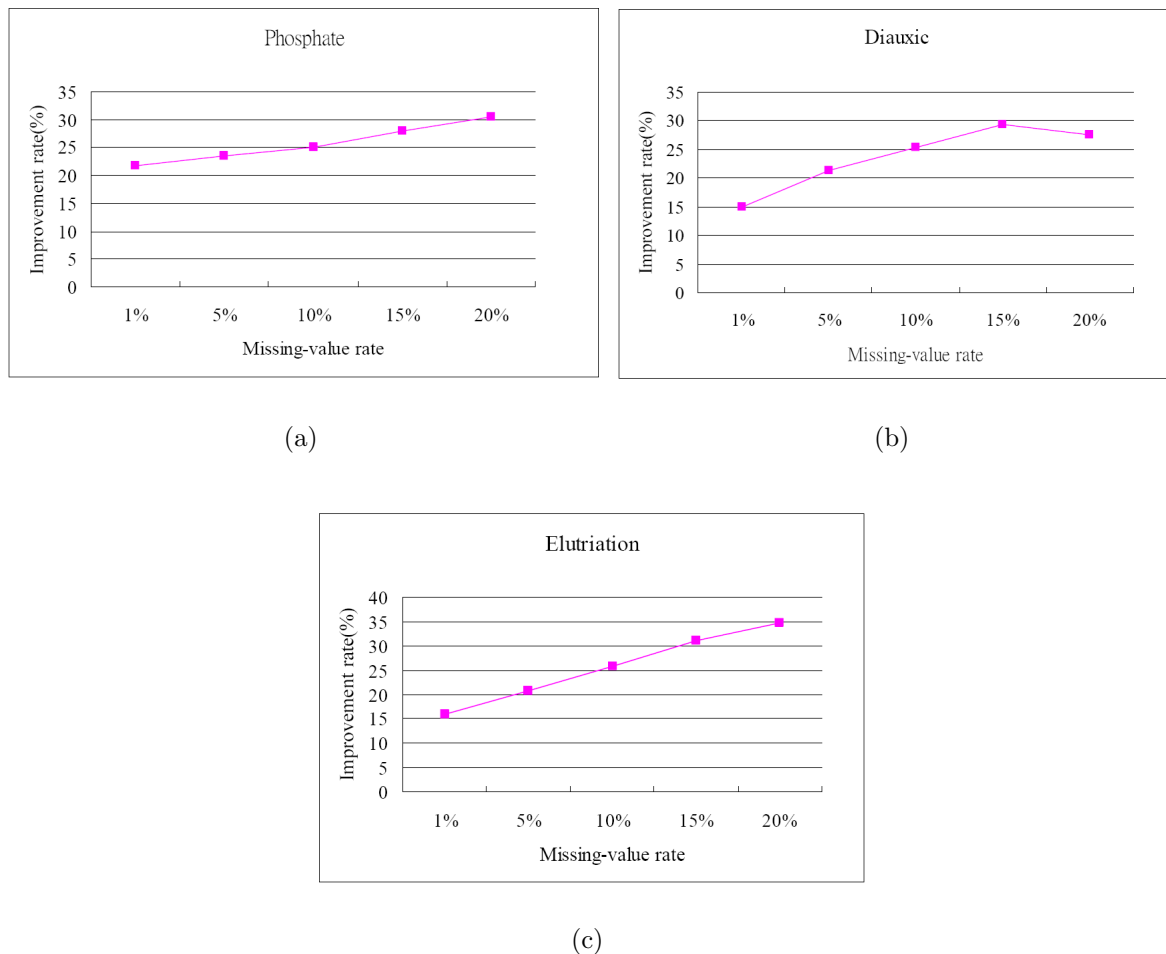 Phosphate
Improvement rate(%)
35
30
25
20
15
10
5
0
1% 5% 10% 15% 20%
Missing-value rate
(a)
Diauxic
Improvement rate(%)
35
30
25
20
15
10
5
0
1% 5% 10% 15% 20%
Missing-value rate
(b)
Elutriation
Improvement rate(%)
40
35
30
25
20
15
10
5
0
1% 5% 10% 15% 20%
Missing-value rate
(c)